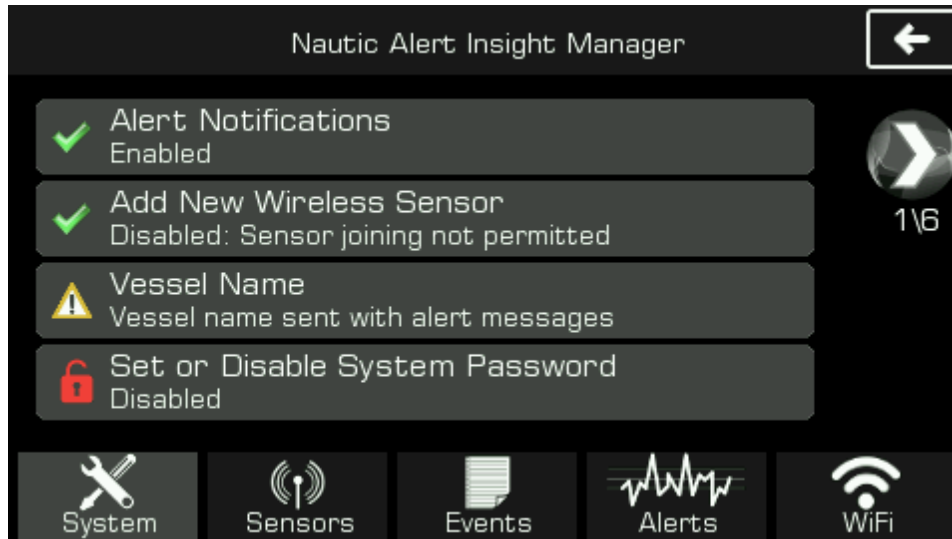 Nautic Alert Insight Manager
Alert Notifications
Enabled
Add New Wireless Sensor
Disabled: Sensor joining not permitted
1\6
Vessel Name
Vessel name sent with alert messages
Set or Disable System Password
Disabled
System
Sensors
Events
Alerts
WiFi